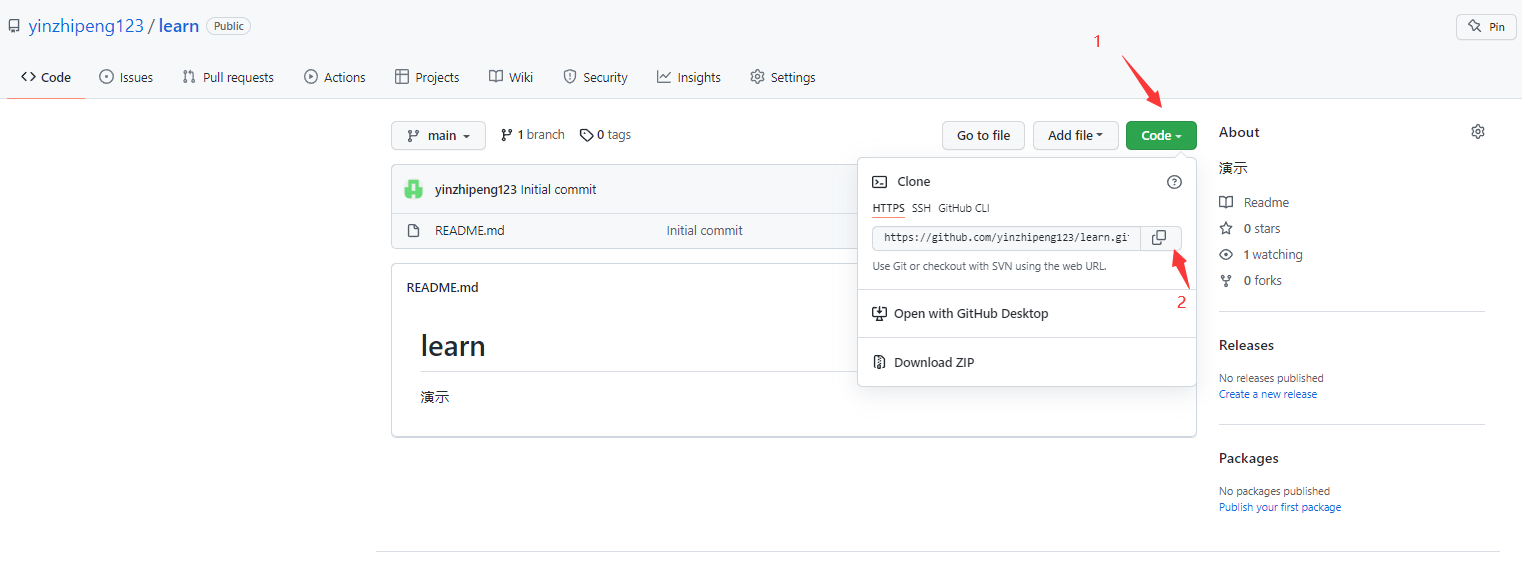 yinzhipeng123 / learn Public
Pin
1
Code Issues Pull requests Actions Projects Wiki Security Insights Settings
main 1 branch 0 tags
Go to file Add file Code
yinzhipeng123 Initial commit
README.md Initial commit
README.md
learn
演示
Clone
HTTPS SSH GitHub CLI
https://github.com/yinzhipeng123/learn.gi
Use Git or checkout with SVN using the web URL.
2
Open with GitHub Desktop
Download ZIP
About
演示
Readme
0 stars
1 watching
0 forks
Releases
No releases published
Create a new release
Packages
No packages published
Publish your first package